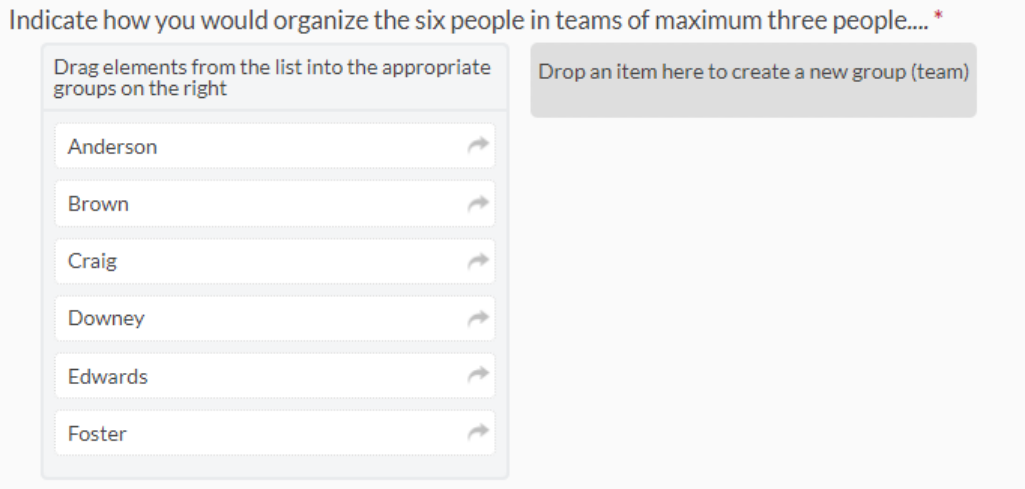 Indicate how you would organize the six people in teams of maximum three people.... *
Drag elements from the list into the appropriate
groups on the right
Drop an item here to create a new group (team)
Anderson
Brown
Craig
Downey
Edwards
Foster